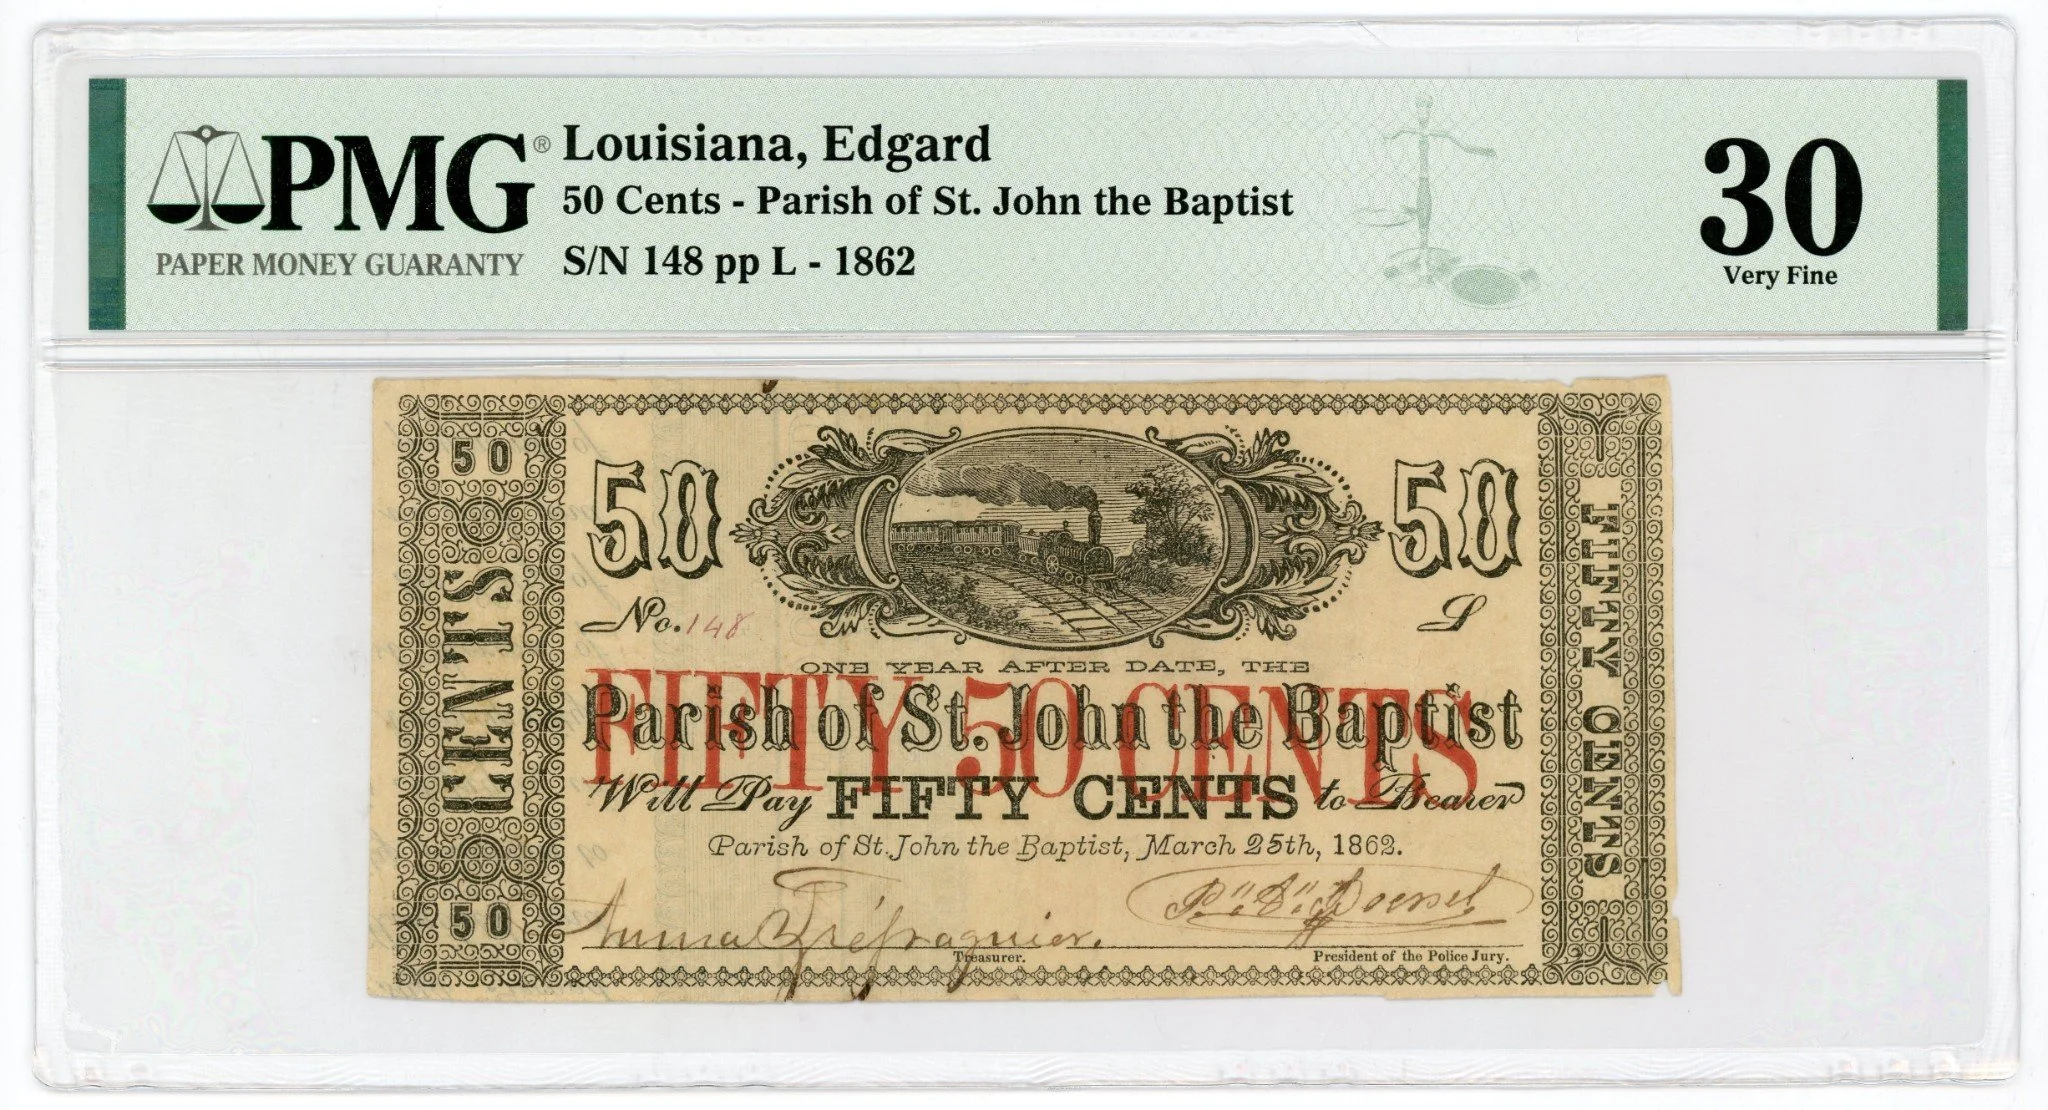 PMG®
PAPER MONEY GUARANTY
Louisiana, Edgard
50 Cents - Parish of St. John the Baptist
S/N 148 pp L - 1862
30
Very Fine
50
CENTS
50
50
50
No. 148
L
ONE YEAR AFTER DATE, THE
Parish of St. John the Baptist
FIFTY 50 CENTS
Will Pay FIFTY CENTS to Bearer
Parish of St. John the Baptist, March 25th, 1862.
Treasurer.
President of the Police Jury.
FIFTY CENTS